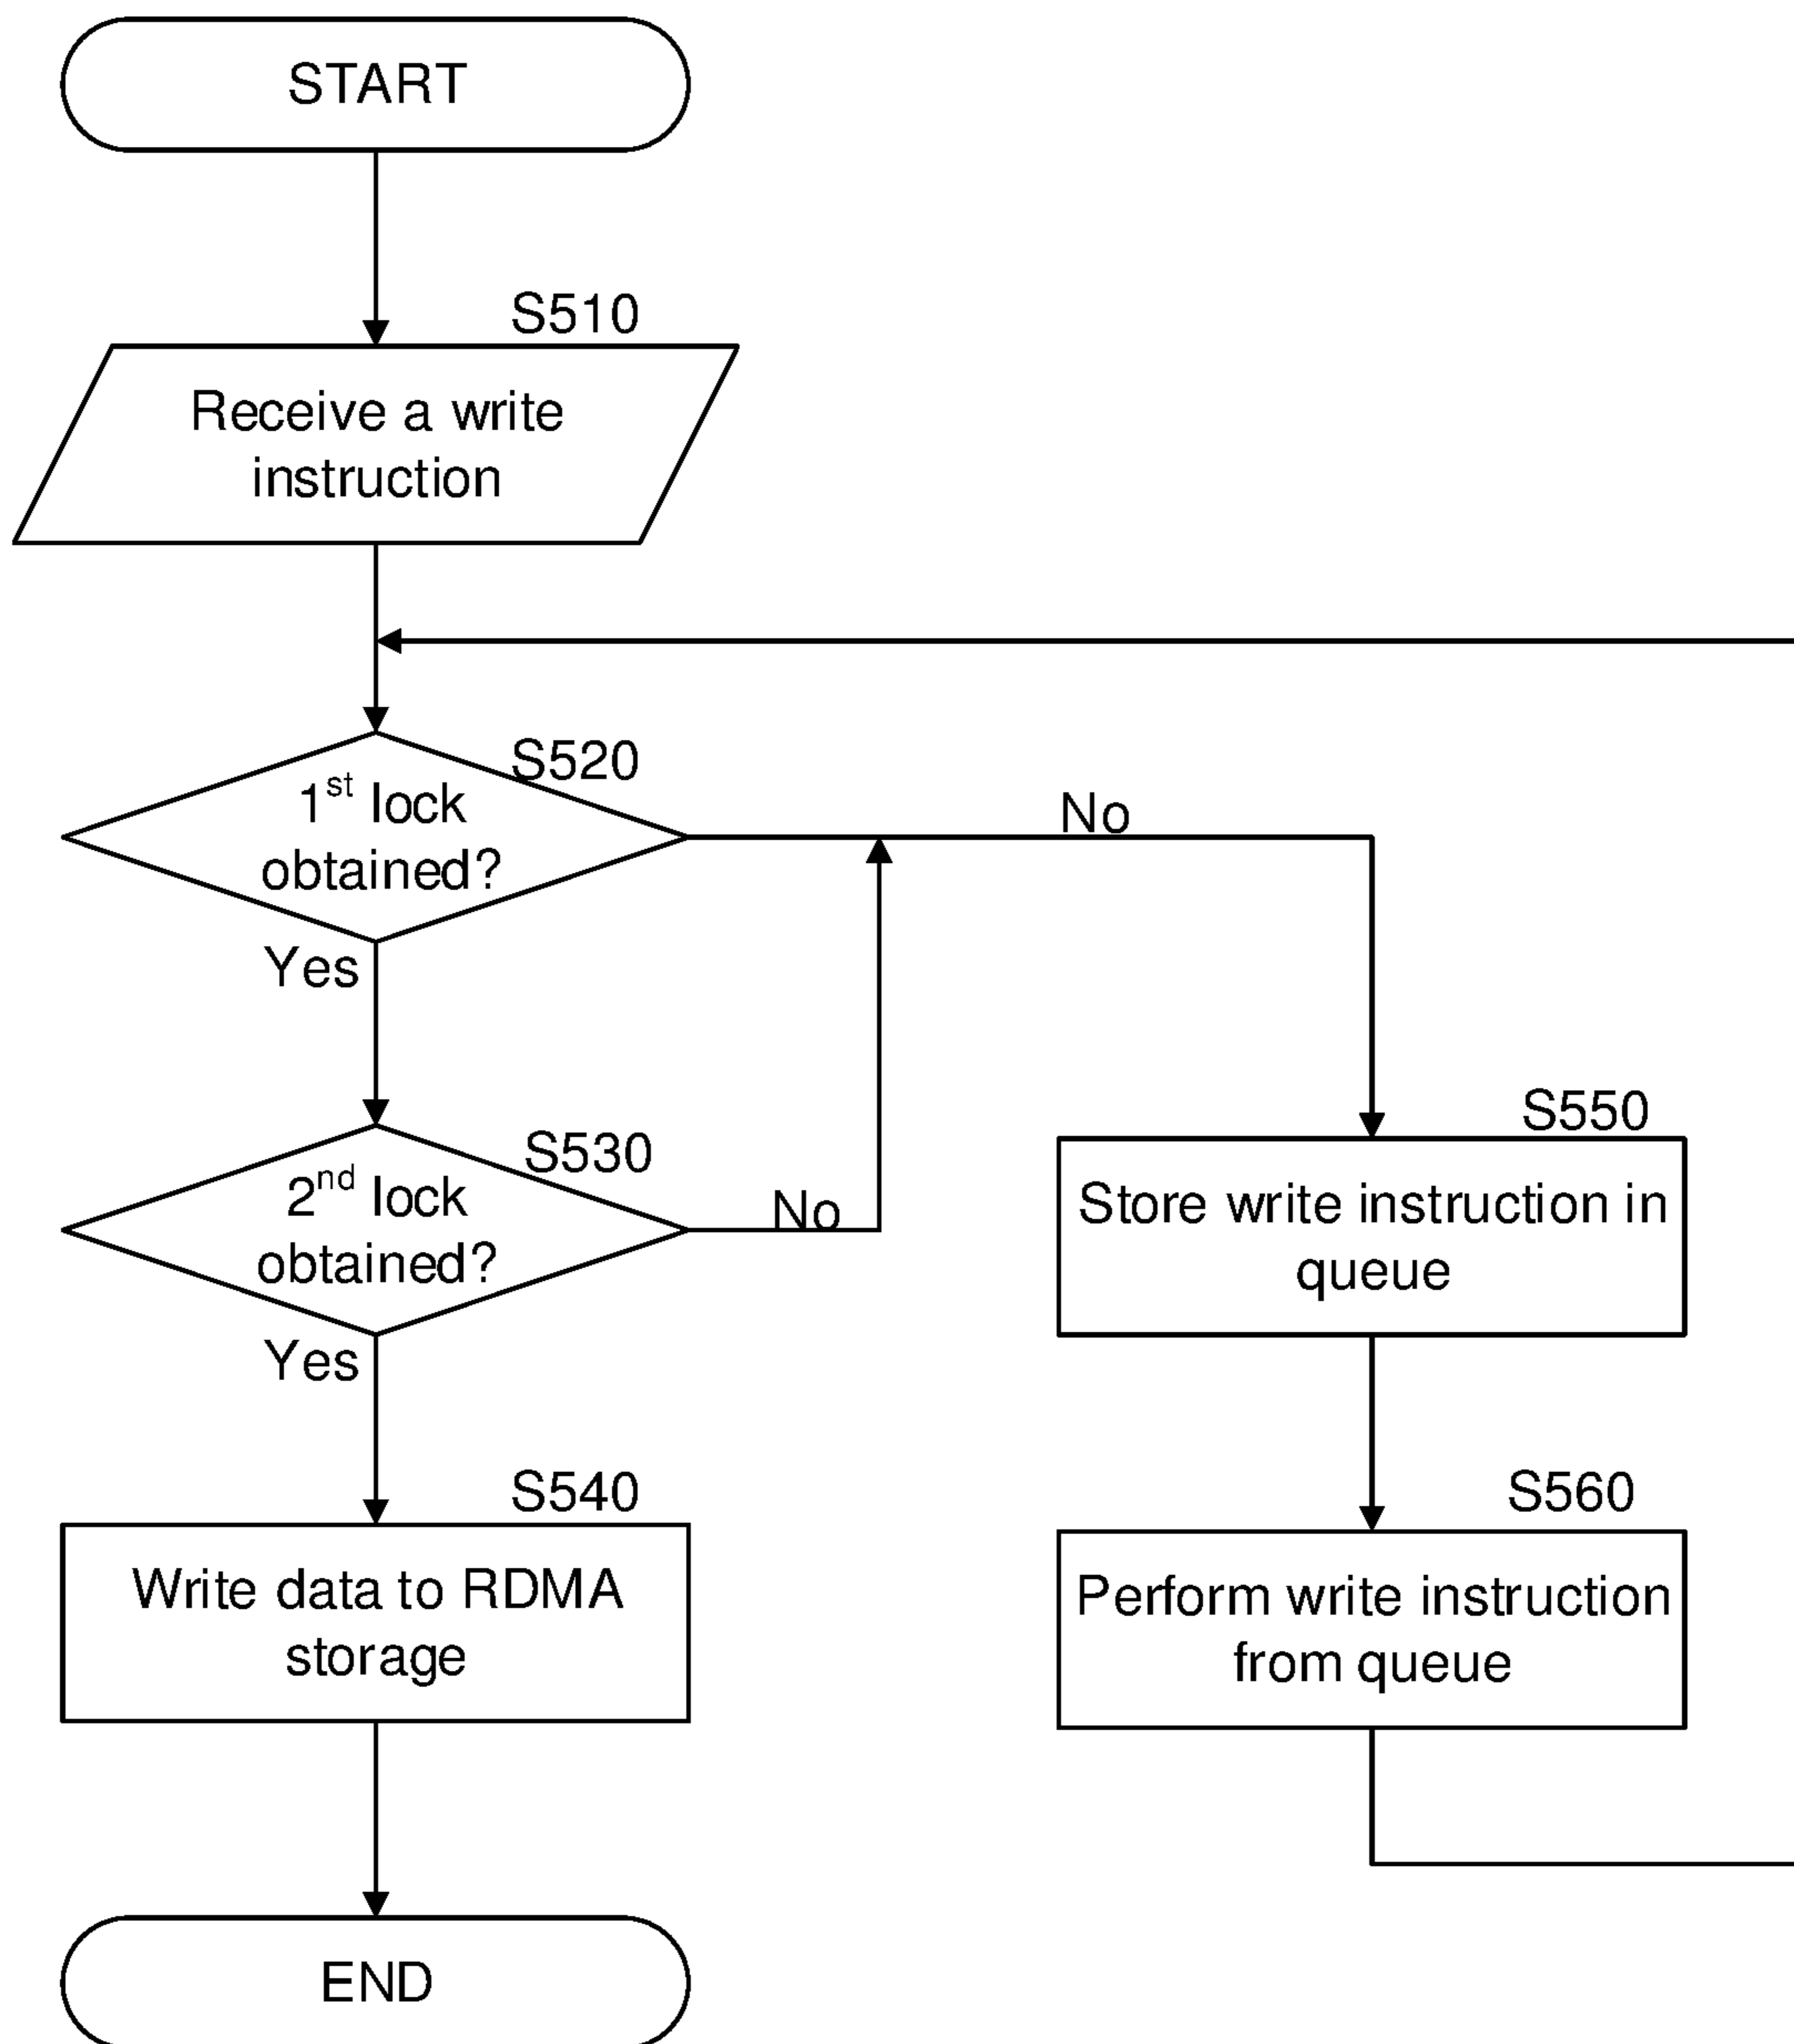 START
S510
Receive a write
instruction
S520
1st lock
obtained?
No
Yes
S530
2nd lock
obtained?
No
Yes
S540
Write data to RDMA
storage
S550
Store write instruction in
queue
S560
Perform write instruction
from queue
END